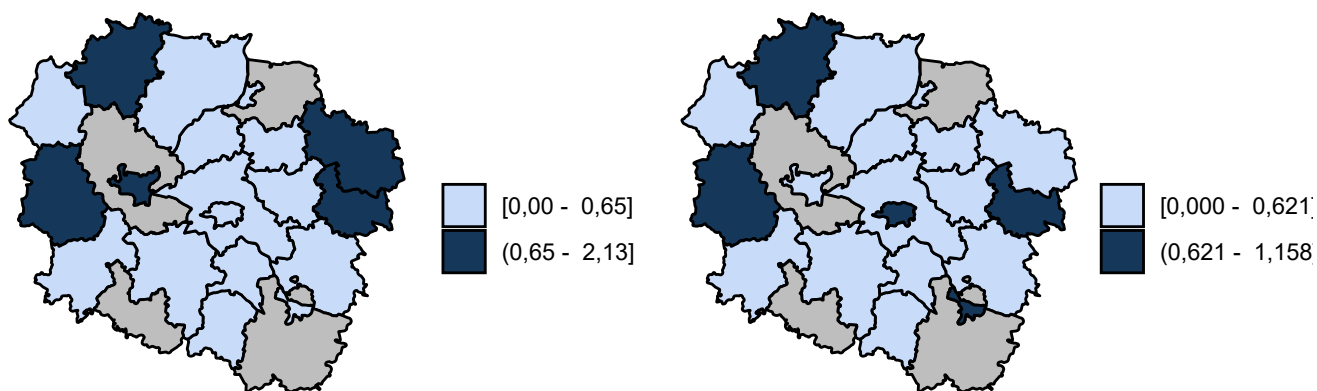 [0,00 - 0,65]
(0,65 - 2,13]
[0,000 - 0,621]
(0,621 - 1,158